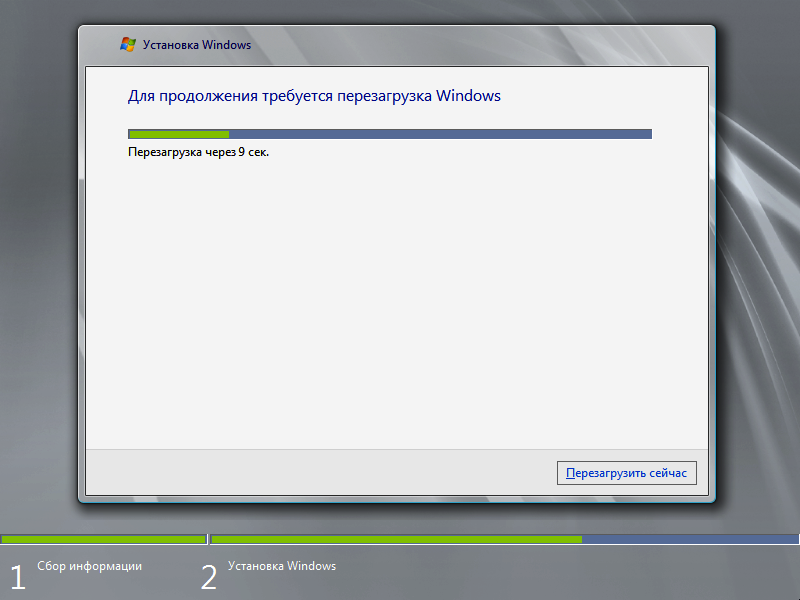 Установка Windows
Для продолжения требуется перезагрузка Windows
Перезагрузка через 9 сек.
Перезагрузить сейчас
1 Сбор информации
2 Установка Windows